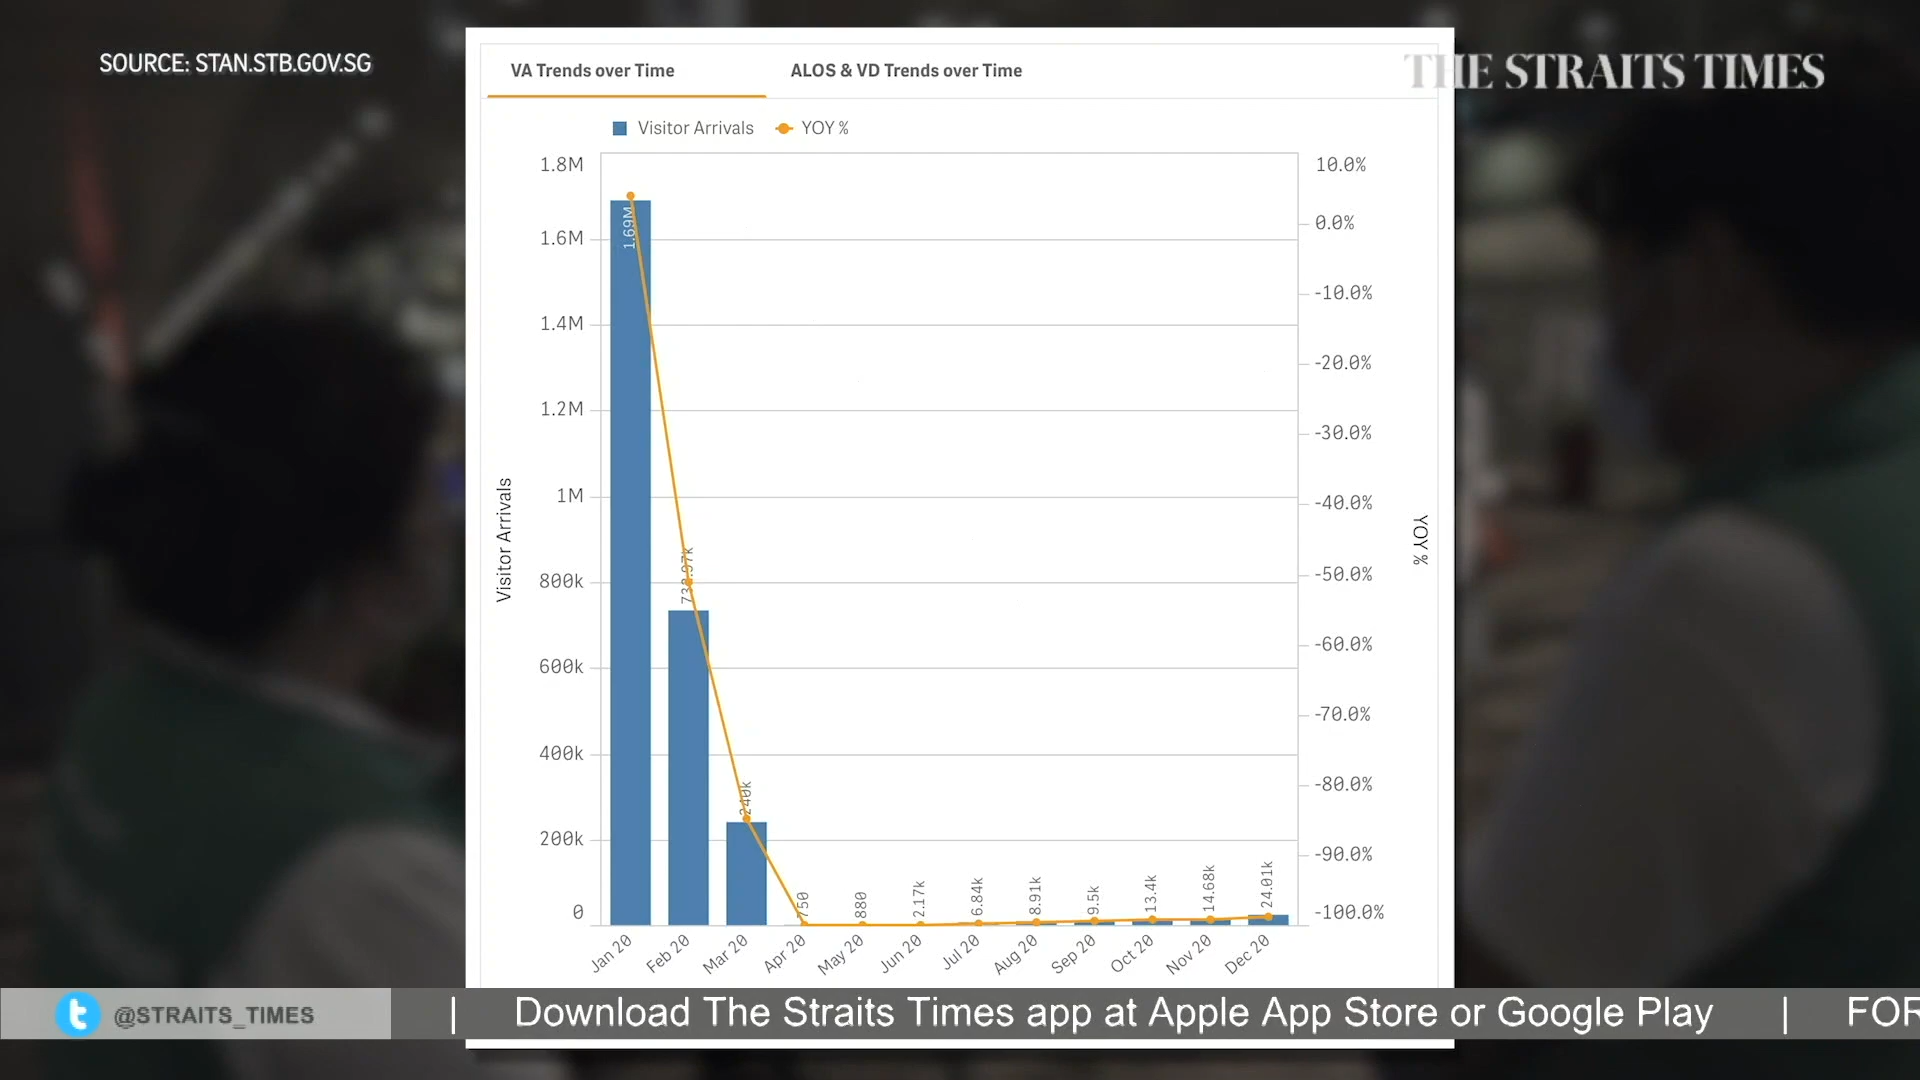 SOURCE: STAN.STB.GOV.SG
THE STRAITS TIMES
VA Trends over Time
ALOS & VD Trends over Time
Visitor Arrivals
YOY %
1.8M
1.6M
1.4M
1.2M
1M
800k
600k
400k
200k
0
10.0%
0.0%
-10.0%
-20.0%
-30.0%
-40.0%
-50.0%
-60.0%
-70.0%
-80.0%
-90.0%
-100.0%
Visitor Arrivals
YOY %
1.69M
240k
750
880
2.17k
6.84k
8.91k
9.5k
13.4k
14.68k
24.01k
Jan 20
Feb 20
Mar 20
Apr 20
May 20
Jun 20
Jul 20
Aug 20
Sep 20
Oct 20
Nov 20
Dec 20
@STRAITS_TIMES
| Download The Straits Times app at Apple App Store or Google Play | FOR